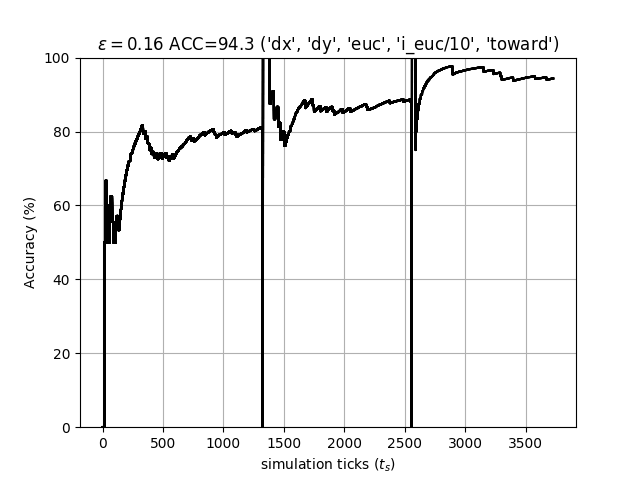 ε = 0.16 ACC=94.3 ('dx', 'dy', 'euc', 'i_euc/10', 'toward')
100
80
60
40
20
0
Accuracy (%)
0 500 1000 1500 2000 2500 3000 3500
simulation ticks (tₛ)